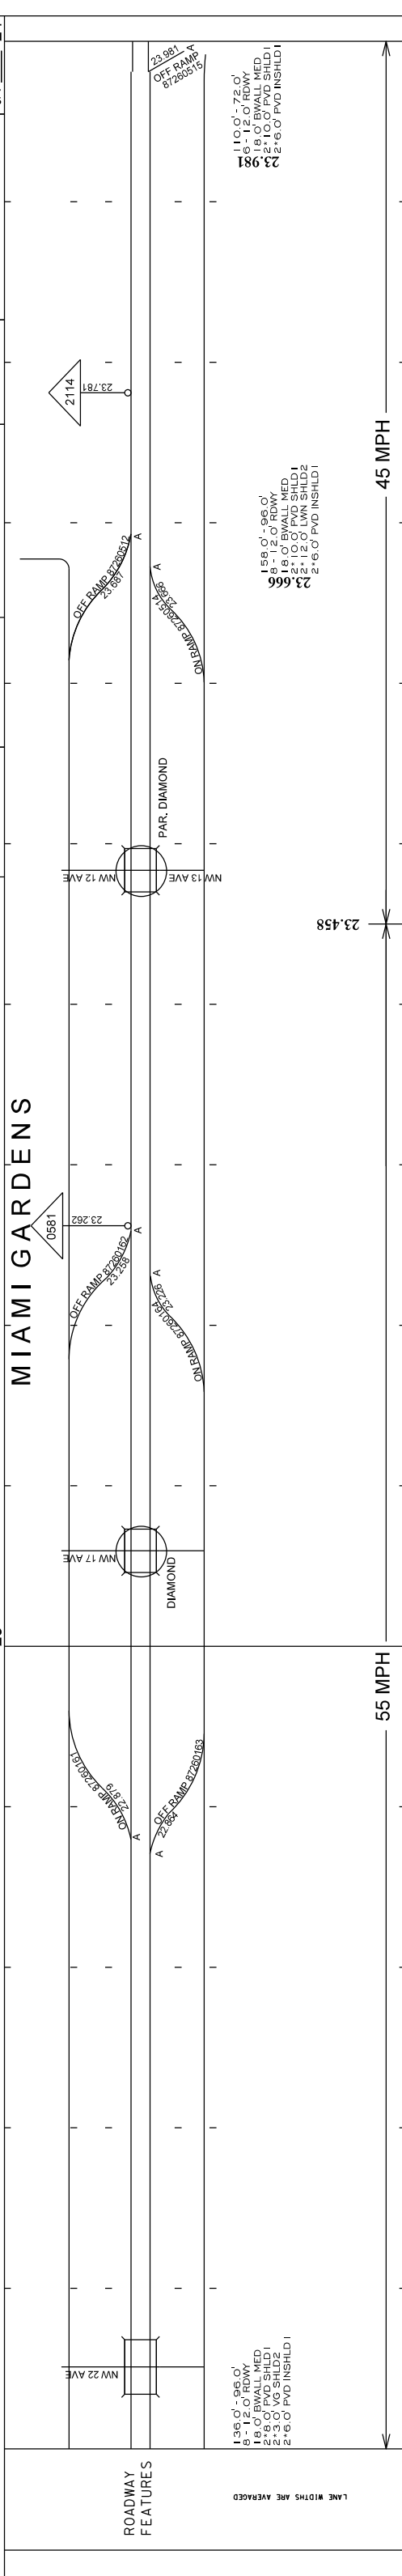 MIAMI GARDENS
ROADWAY
FEATURES
NW 22 AVE
ON RAMP 87260161
22.879
A
OFF RAMP 87260163
22.864
A
NW 17 AVE
DIAMOND
OFF RAMP 87260162
23.258
A
0581
23.262
ON RAMP 87260164
23.226
A
NW 12 AVE
NW 13 AVE
PAR. DIAMOND
OFF RAMP 87260512
23.687
A
ON RAMP 87260514
23.666
A
2114
23.781
23.981
OFF RAMP
87260515
A
LANE WIDTHS ARE AVERAGED
136.0' - 96.0'
8 - 12.0' RDWY
18.0' BWALL MED
2*8.0' PVD SHLD1
2*3.0' VG SHLD2
2*6.0' PVD INSHLD1
158.0' - 96.0'
8 - 12.0' RDWY
18.0' BWALL MED
2*10.0' PVD SHLD1
2*12.0' LWN SHLD2
23.666
2*6.0' PVD INSHLD1
110.0' - 72.0'
6 - 12.0' RDWY
18.0' BWALL MED
2*10.0' PVD SHLD1
2*6.0' PVD INSHLD1
23.981
23.458
55 MPH
45 MPH